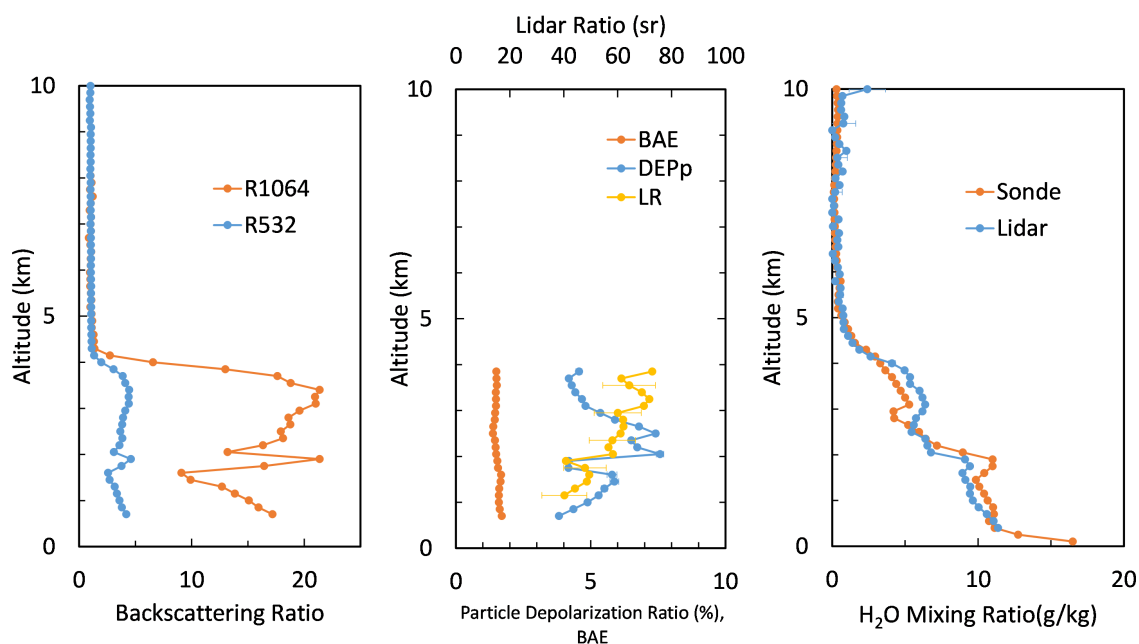 Lidar Ratio (sr)
0 20 40 60 80 100
10
5
0
Altitude (km)
R1064
R532
0 10 20
Backscattering Ratio
10
5
0
Altitude (km)
BAE
DEPp
LR
0 5 10
Particle Depolarization Ratio (%),
BAE
10
5
0
Altitude (km)
Sonde
Lidar
0 10 20
H₂O Mixing Ratio(g/kg)